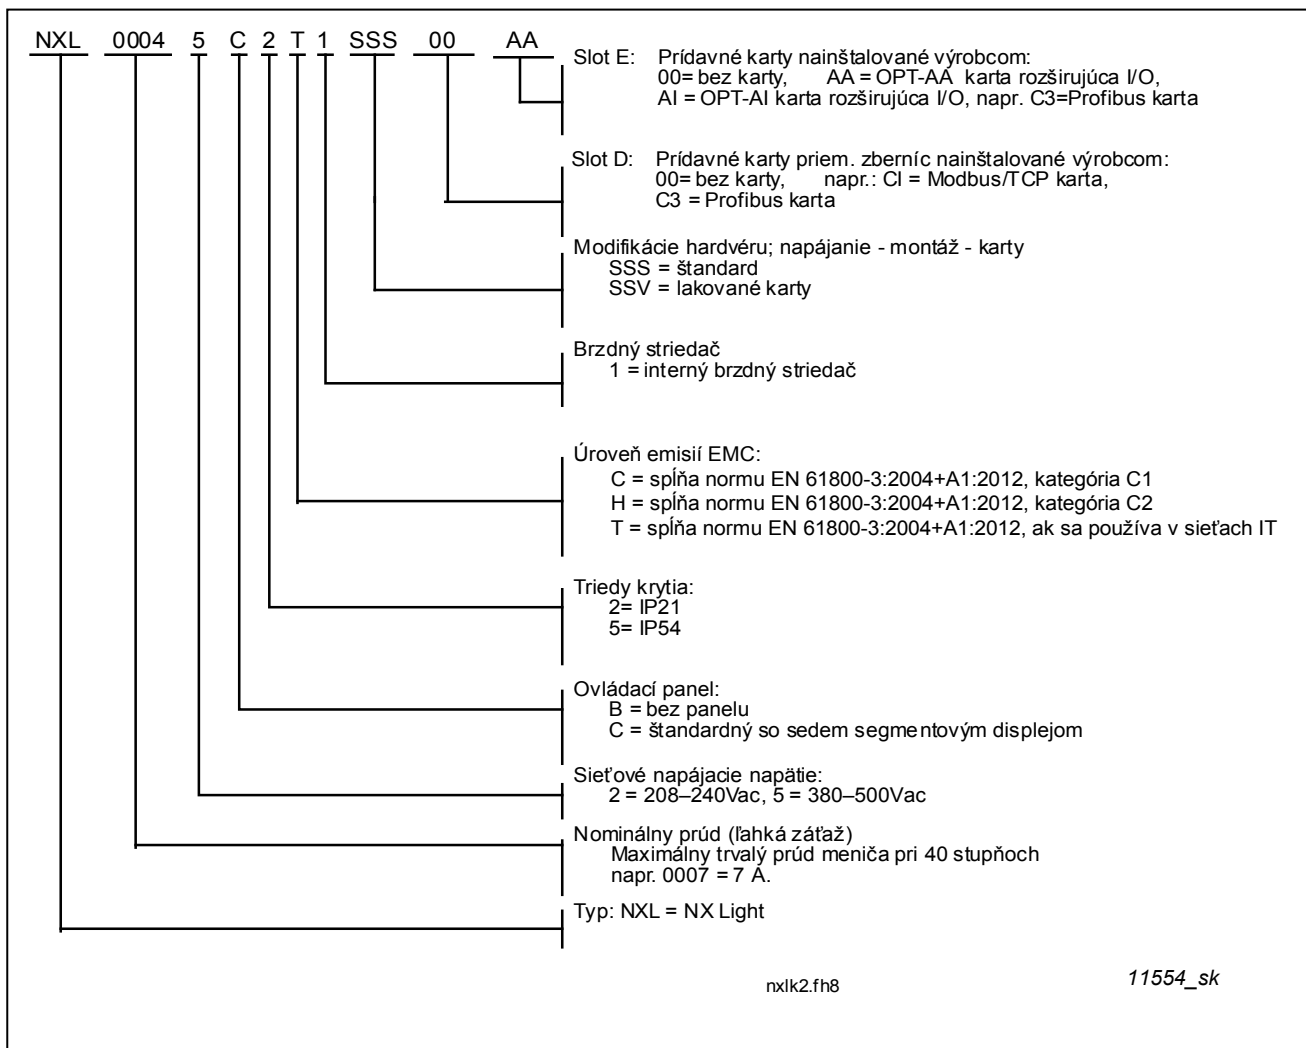 NXL 0004 5 C 2 T 1 SSS 00 AA
Slot E: Prídavné karty nainštalované výrobcom:
00= bez karty, AA = OPT-AA karta rozširujúca I/O,
AI = OPT-AI karta rozširujúca I/O, napr. C3=Profibus karta
Slot D: Prídavné karty priem. zberníc nainštalované výrobcom:
00= bez karty, napr.: CI = Modbus/TCP karta,
C3 = Profibus karta
Modifikácie hardvéru; napájanie - montáž - karty
SSS = štandard
SSV = lakované karty
Brzdný striedač
1 = interný brzdný striedač
Úroveň emisií EMC:
C = spĺňa normu EN 61800-3:2004+A1:2012, kategória C1
H = spĺňa normu EN 61800-3:2004+A1:2012, kategória C2
T = spĺňa normu EN 61800-3:2004+A1:2012, ak sa používa v sieťach IT
Triedy krytia:
2= IP21
5= IP54
Ovládací panel:
B = bez panelu
C = štandardný so sedem segmentovým displejom
Sieťové napájacie napätie:
2 = 208–240Vac, 5 = 380–500Vac
Nominálny prúd (ľahká záťaž)
Maximálny trvalý prúd meniča pri 40 stupňoch
napr. 0007 = 7 A.
Typ: NXL = NX Light
nxlk2.fh8
11554_sk